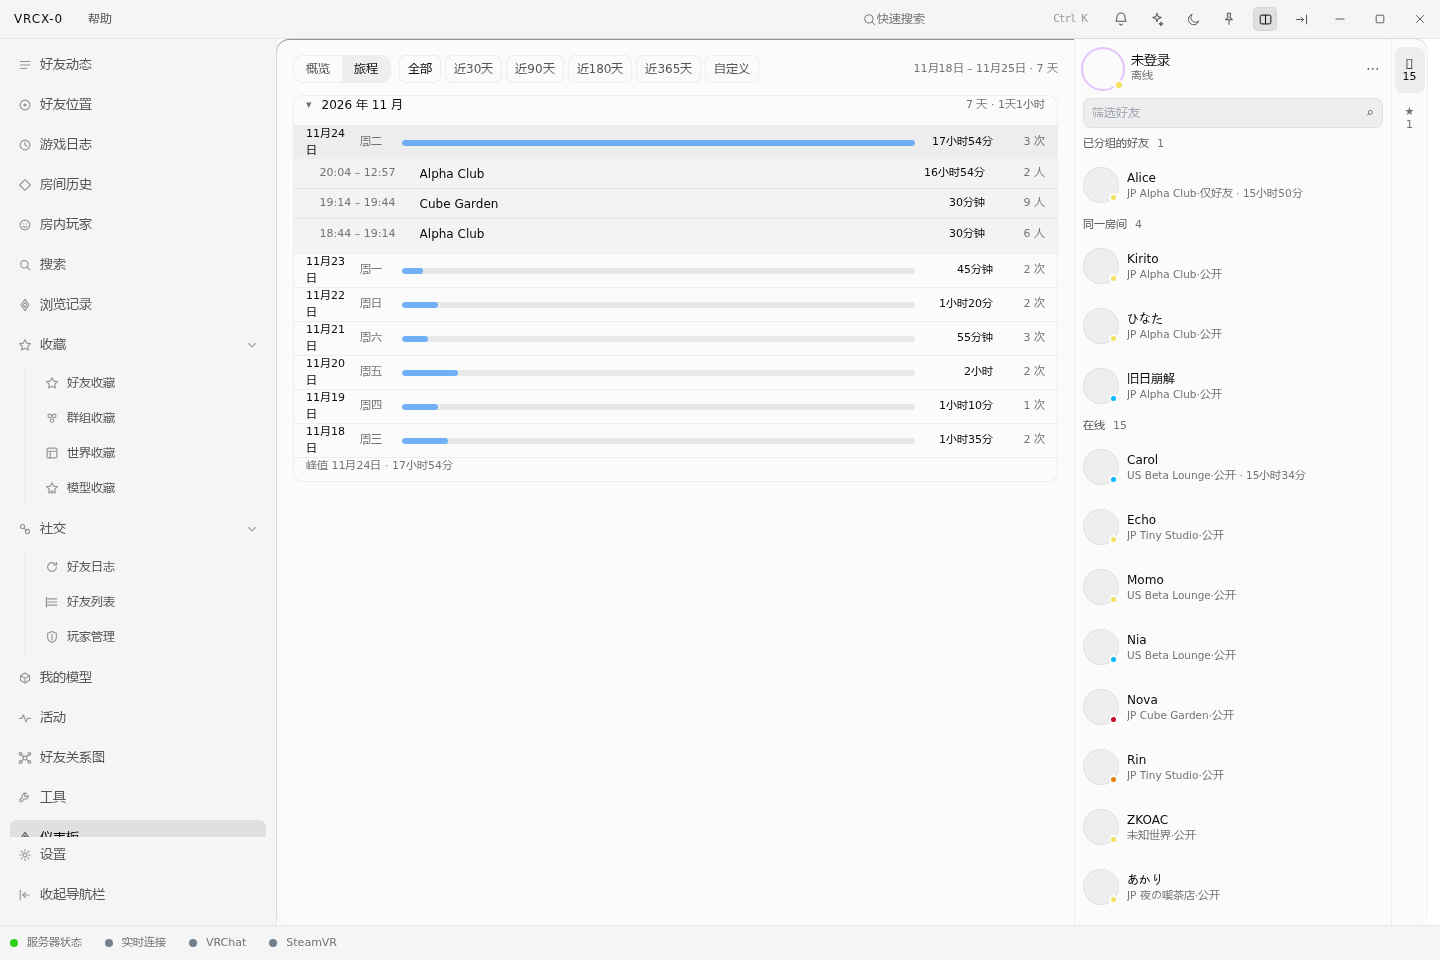 VRCX-0 帮助 快速搜索 Ctrl K
好友动态
好友位置
游戏日志
房间历史
房内玩家
搜索
浏览记录
收藏
好友收藏
群组收藏
世界收藏
模型收藏
社交
好友日志
好友列表
玩家管理
我的模型
活动
好友关系图
工具
仪表板
设置
收起导航栏
概览 旅程 全部 近30天 近90天 近180天 近365天 自定义 11月18日 – 11月25日 · 7 天
2026 年 11 月 7 天 · 1天1小时
11月24日 周二 17小时54分 3 次
20:04 – 12:57 Alpha Club 16小时54分 2 人
19:14 – 19:44 Cube Garden 30分钟 9 人
18:44 – 19:14 Alpha Club 30分钟 6 人
11月23日 周一 45分钟 2 次
11月22日 周日 1小时20分 2 次
11月21日 周六 55分钟 3 次
11月20日 周五 2小时 2 次
11月19日 周四 1小时10分 1 次
11月18日 周三 1小时35分 2 次
峰值 11月24日 · 17小时54分
未登录
离线
筛选好友
已分组的好友 1
Alice
JP Alpha Club·仅好友 · 15小时50分
同一房间 4
Kirito
JP Alpha Club·公开
ひなた
JP Alpha Club·公开
旧日崩解
JP Alpha Club·公开
在线 15
Carol
US Beta Lounge·公开 · 15小时34分
Echo
JP Tiny Studio·公开
Momo
US Beta Lounge·公开
Nia
US Beta Lounge·公开
Nova
JP Cube Garden·公开
Rin
JP Tiny Studio·公开
ZKOAC
未知世界·公开
あかり
JP 夜の喫茶店·公开
15
★
1
服务器状态 实时连接 VRChat SteamVR